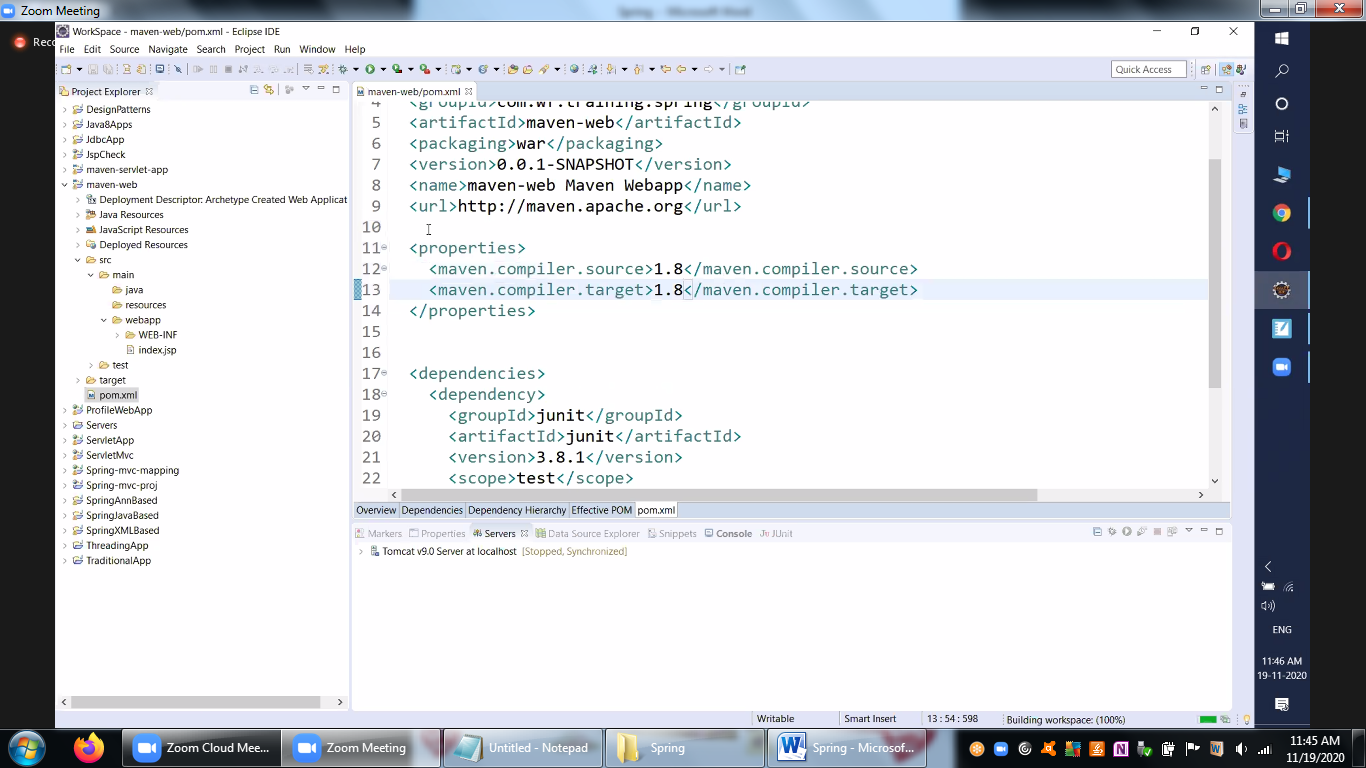 Zoom Meeting
Spring - Microsoft Word
Reco
WorkSpace - maven-web/pom.xml - Eclipse IDE
File Edit Source Navigate Search Project Run Window Help
Quick Access
Project Explorer
DesignPatterns
Java8Apps
JdbcApp
JspCheck
maven-servlet-app
maven-web
Deployment Descriptor: Archetype Created Web Applicat
Java Resources
JavaScript Resources
Deployed Resources
src
main
java
resources
webapp
WEB-INF
index.jsp
test
target
pom.xml
ProfileWebApp
Servers
ServletApp
ServletMvc
Spring-mvc-mapping
Spring-mvc-proj
SpringAnnBased
SpringJavaBased
SpringXMLBased
ThreadingApp
TraditionalApp
maven-web/pom.xml
4 <groupId>com.wf.training.spring</groupId>
5 <artifactId>maven-web</artifactId>
6 <packaging>war</packaging>
7 <version>0.0.1-SNAPSHOT</version>
8 <name>maven-web Maven Webapp</name>
9 <url>http://maven.apache.org</url>
10
11 <properties>
12 <maven.compiler.source>1.8</maven.compiler.source>
13 <maven.compiler.target>1.8</maven.compiler.target>
14 </properties>
15
16
17 <dependencies>
18 <dependency>
19 <groupId>junit</groupId>
20 <artifactId>junit</artifactId>
21 <version>3.8.1</version>
22 <scope>test</scope>
Overview Dependencies Dependency Hierarchy Effective POM pom.xml
Markers Properties Servers Data Source Explorer Snippets Console JUnit
Tomcat v9.0 Server at localhost [Stopped, Synchronized]
Writable Smart Insert 13 : 54 : 598 Building workspace: (100%)
ENG
11:46 AM
19-11-2020
Zoom Cloud Mee... Zoom Meeting Untitled - Notepad Spring Spring - Microsof...
11:45 AM
11/19/2020